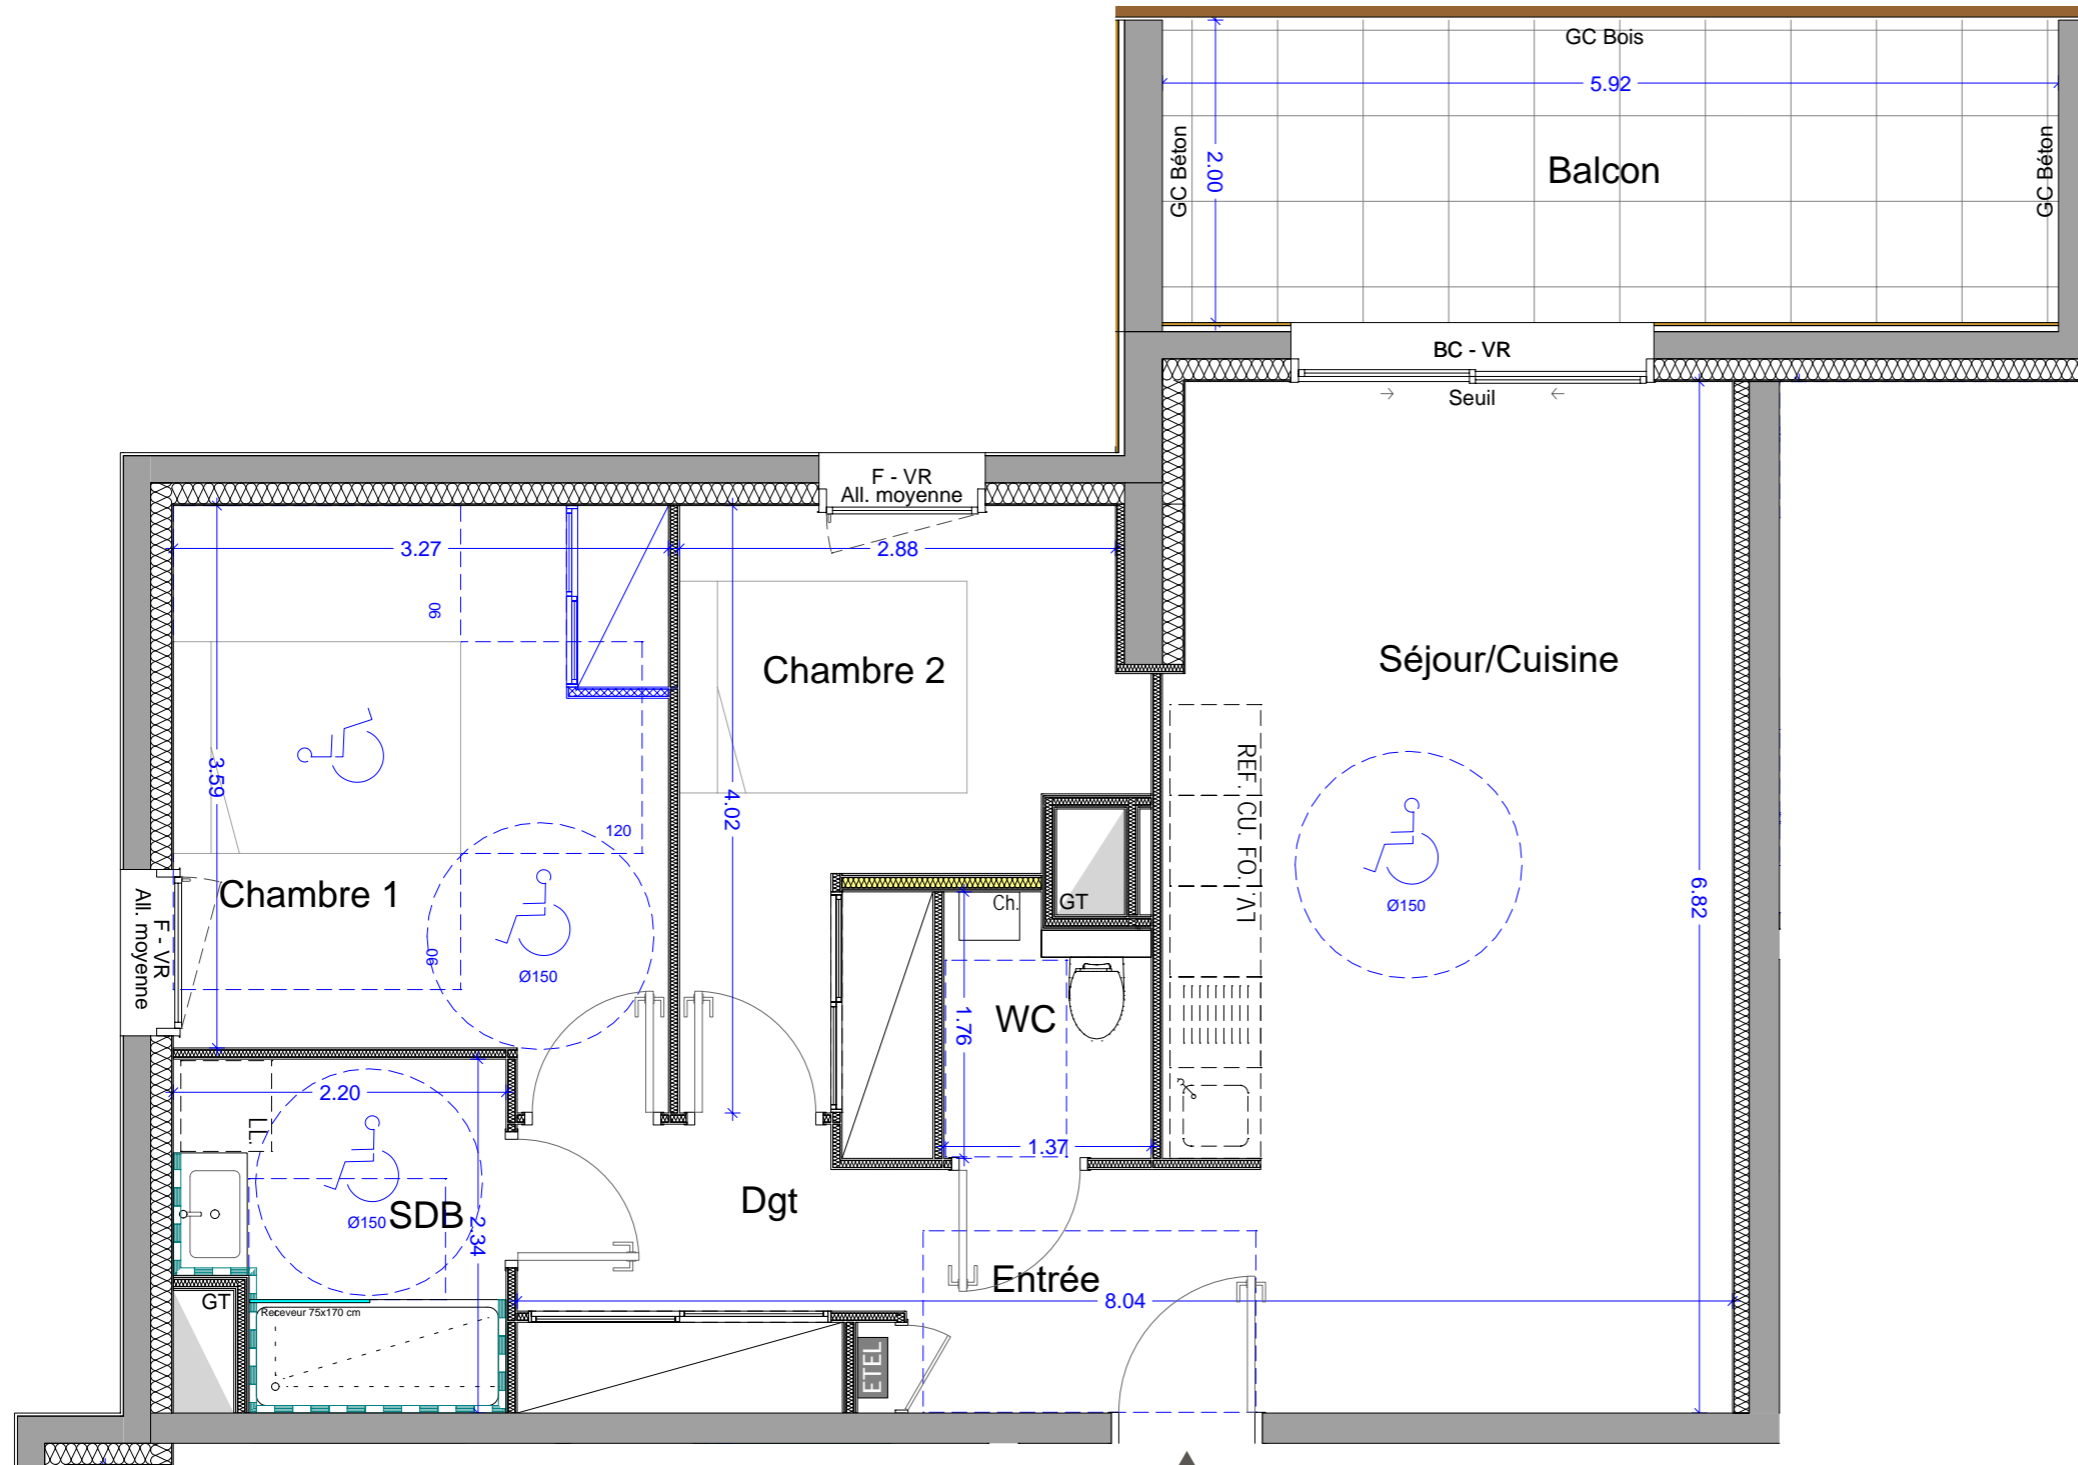 GC Bois
5.92
GC Béton
2.00
Balcon
GC Béton
BC - VR
Seuil
F - VR
All. moyenne
3.27
2.88
90
Chambre 2
Séjour/Cuisine
3.59
4.02
120
REF. CU. FO. LV.
6.82
Chambre 1
Ch.
GT
Ø150
F - VR
All. moyenne
90
Ø150
1.76
WC
2.20
LL.
1.37
Ø150
SDB
2.34
Dgt
Entrée
8.04
GT
Receveur 75x170 cm
ETEL